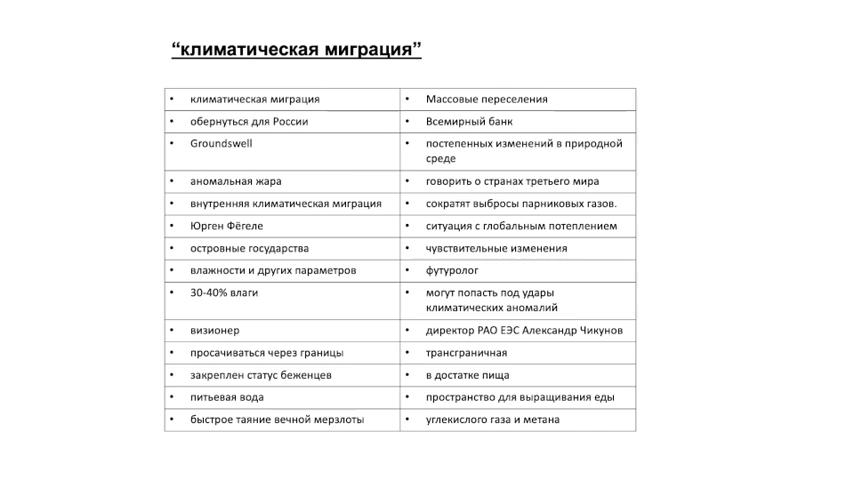 “климатическая миграция”
• климатическая миграция • Массовые переселения
• обернуться для России • Всемирный банк
• Groundswell • постепенных изменений в природной
среде
• аномальная жара • говорить о странах третьего мира
• внутренняя климатическая миграция • сократят выбросы парниковых газов.
• Юрген Фёгеле • ситуация с глобальным потеплением
• островные государства • чувствительные изменения
• влажности и других параметров • футуролог
• 30-40% влаги • могут попасть под удары
климатических аномалий
• визионер • директор РАО ЕЭС Александр Чикунов
• просачиваться через границы • трансграничная
• закреплен статус беженцев • в достатке пища
• питьевая вода • пространство для выращивания еды
• быстрое таяние вечной мерзлоты • углекислого газа и метана